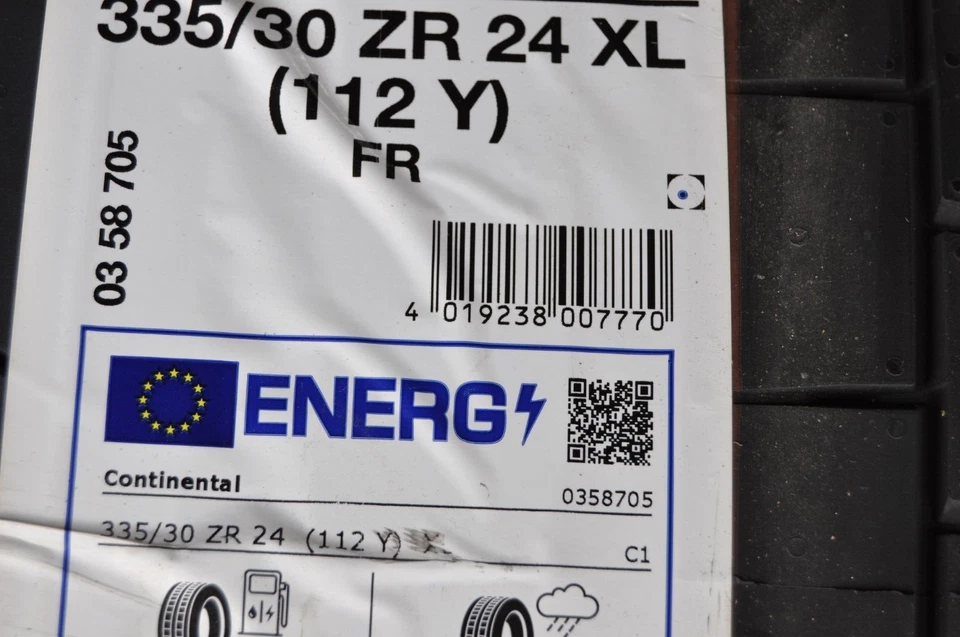 335/30 ZR 24 XL
(112 Y)
FR
03 58 705
4 019238 007770
ENERG
Continental
0358705
335/30 ZR 24 (112 Y)
C1